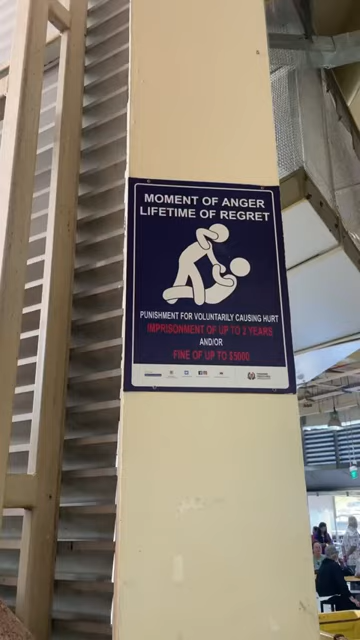 MOMENT OF ANGER
LIFETIME OF REGRET
PUNISHMENT FOR VOLUNTARILY CAUSING HURT
IMPRISONMENT OF UP TO 2 YEARS
AND/OR
FINE OF UP TO $5000